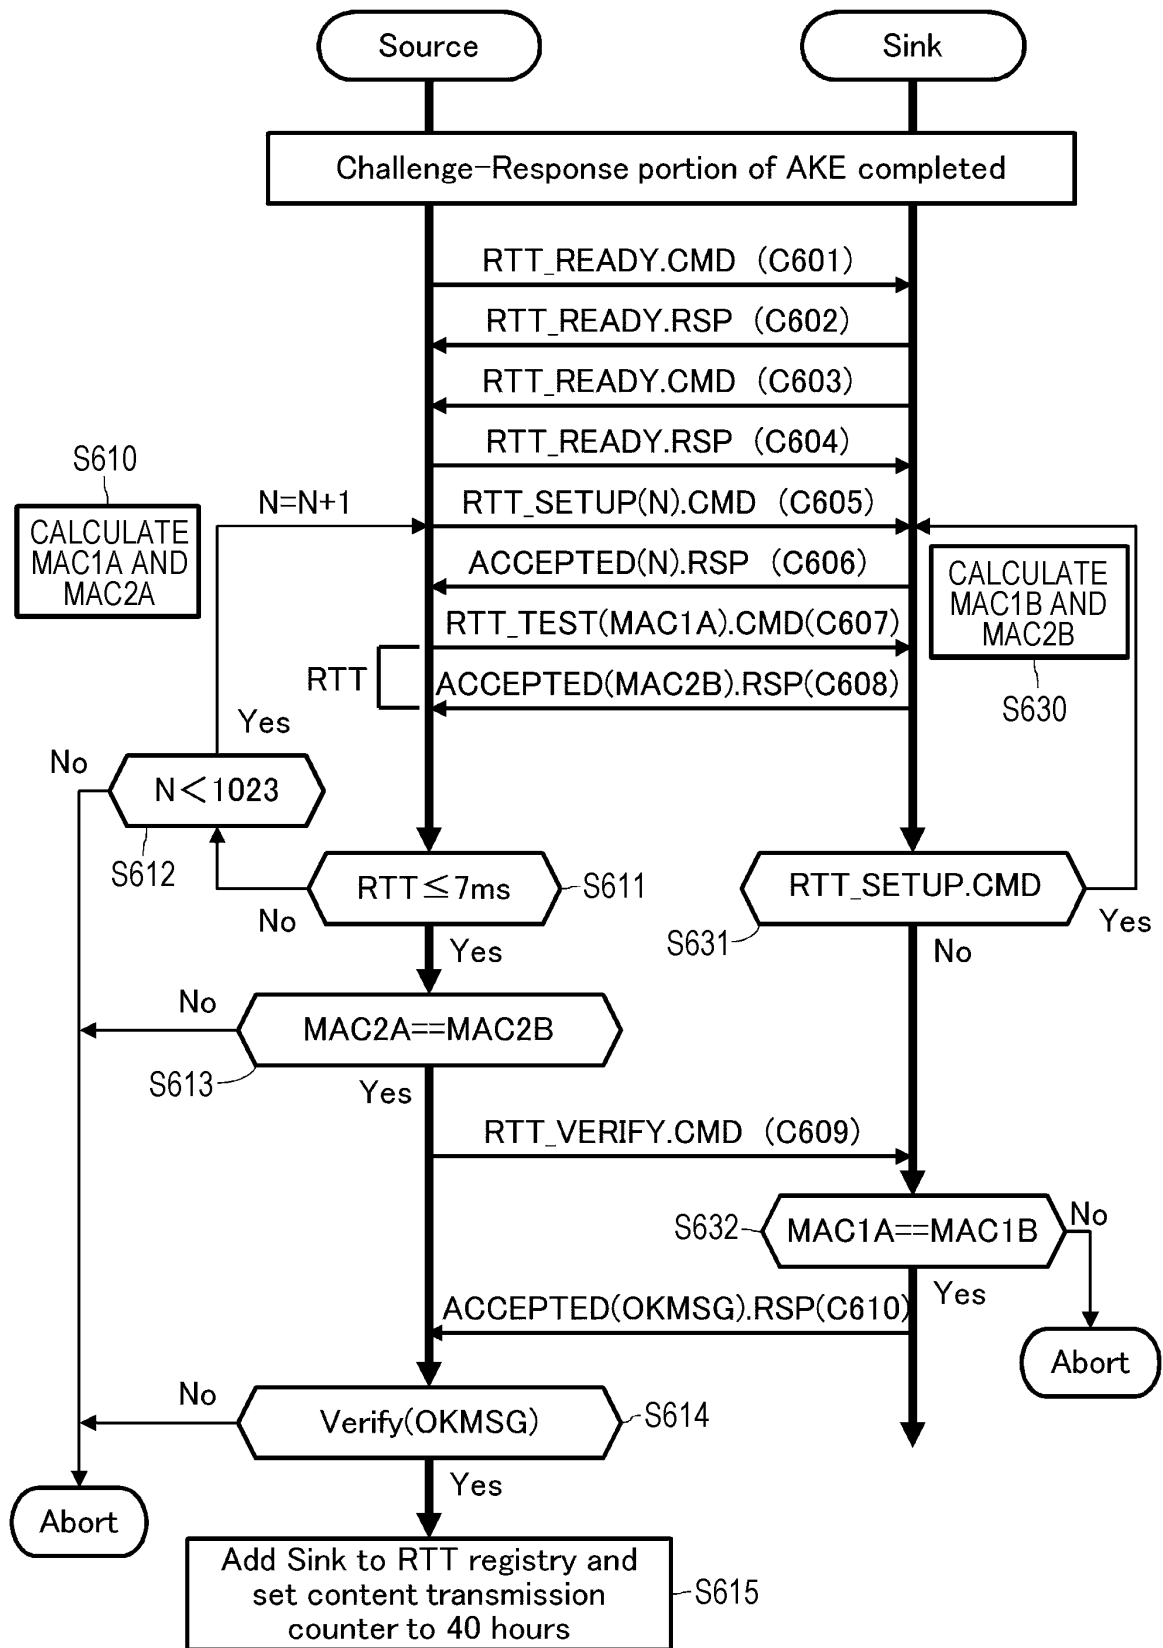 Source
Sink
Challenge-Response portion of AKE completed
RTT_READY.CMD (C601)
RTT_READY.RSP (C602)
RTT_READY.CMD (C603)
RTT_READY.RSP (C604)
S610
CALCULATE
MAC1A AND
MAC2A
N=N+1
RTT_SETUP(N).CMD (C605)
ACCEPTED(N).RSP (C606)
CALCULATE
MAC1B AND
MAC2B
S630
RTT_TEST(MAC1A).CMD(C607)
RTT
ACCEPTED(MAC2B).RSP(C608)
Yes
No
N<1023
S612
RTT≤7ms
S611
No
Yes
RTT_SETUP.CMD
Yes
S631
No
No
MAC2A==MAC2B
S613
Yes
RTT_VERIFY.CMD (C609)
S632
MAC1A==MAC1B
No
Yes
ACCEPTED(OKMSG).RSP(C610)
Abort
No
Verify(OKMSG)
S614
Yes
Abort
Add Sink to RTT registry and
set content transmission
counter to 40 hours
S615